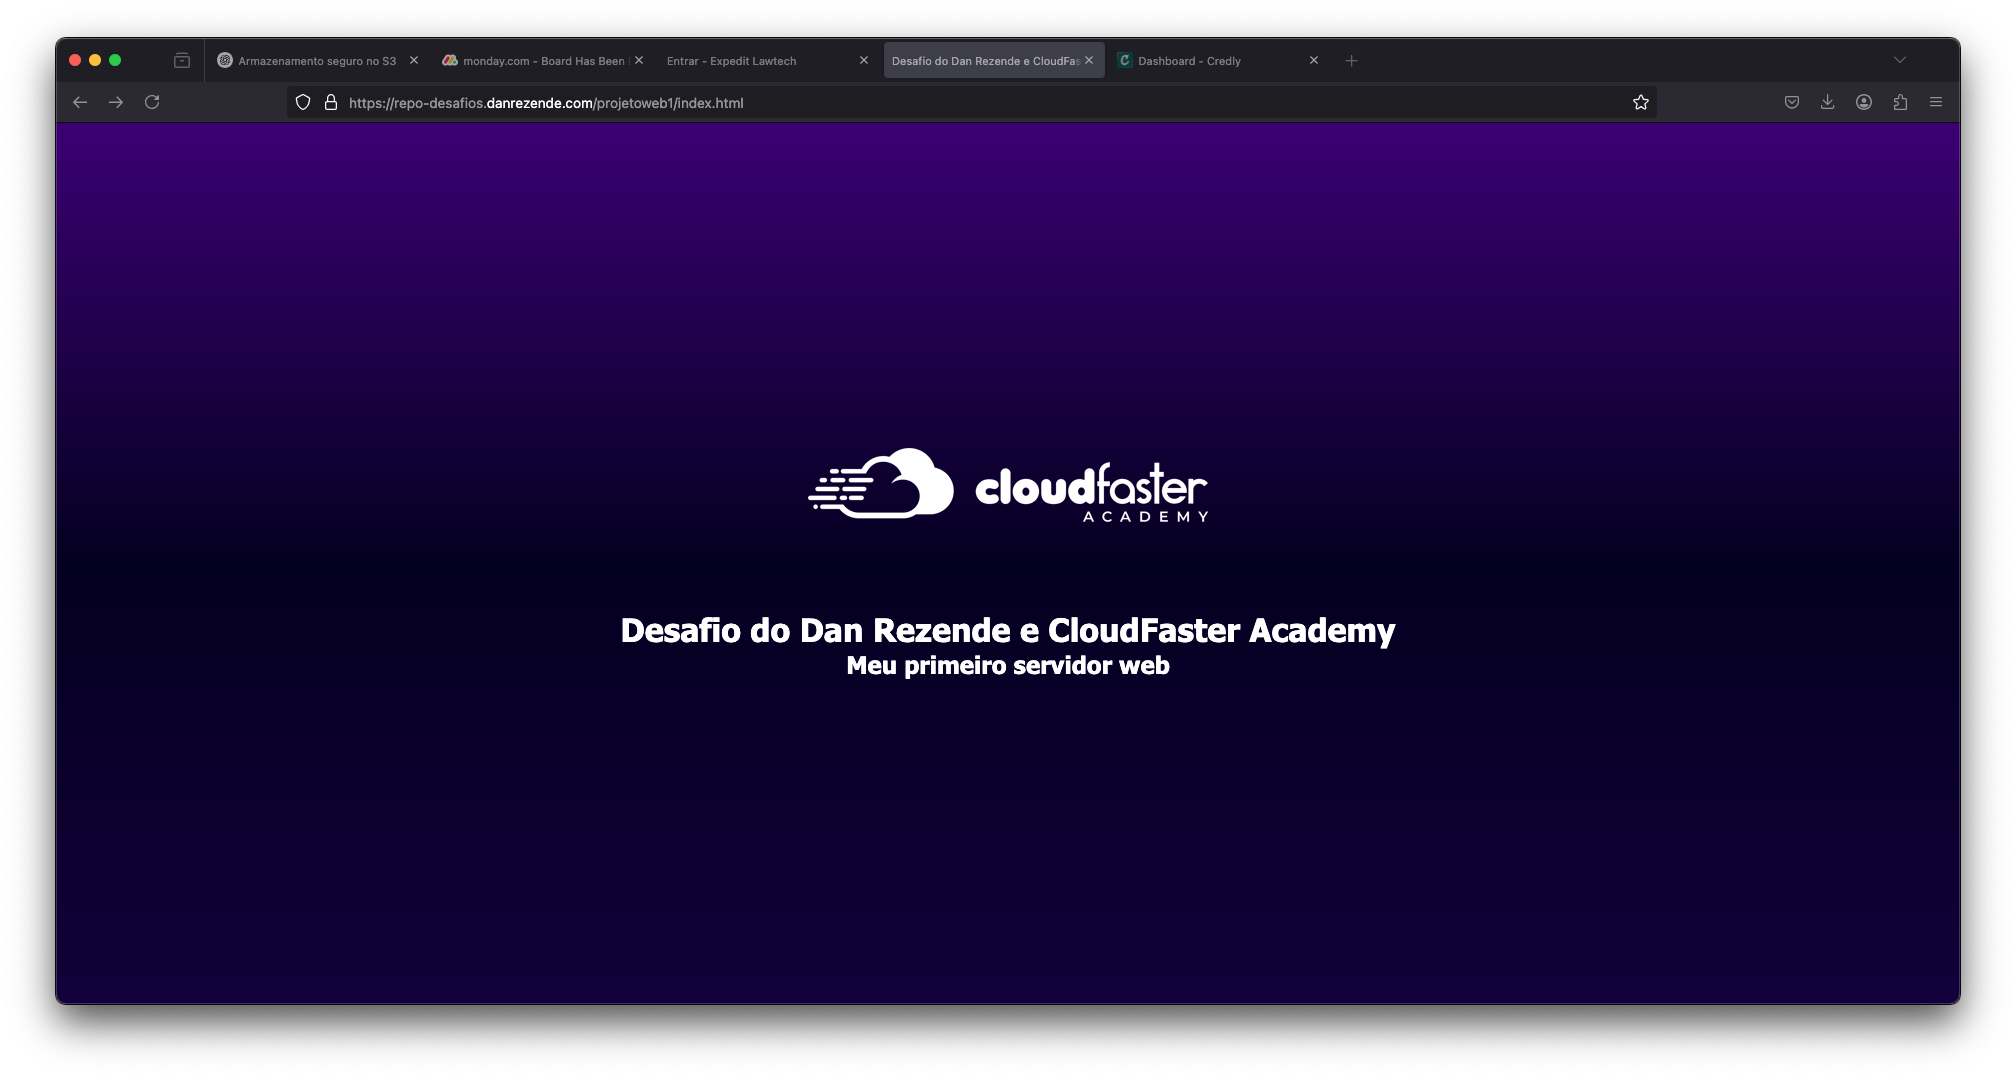 Armazenamento seguro no S3
monday.com - Board Has Been
Entrar - Expedit Lawtech
Desafio do Dan Rezende e CloudFas
Dashboard - Credly
https://repo-desafios.danrezende.com/projetoweb1/index.html
cloudfaster
ACADEMY
Desafio do Dan Rezende e CloudFaster Academy
Meu primeiro servidor web